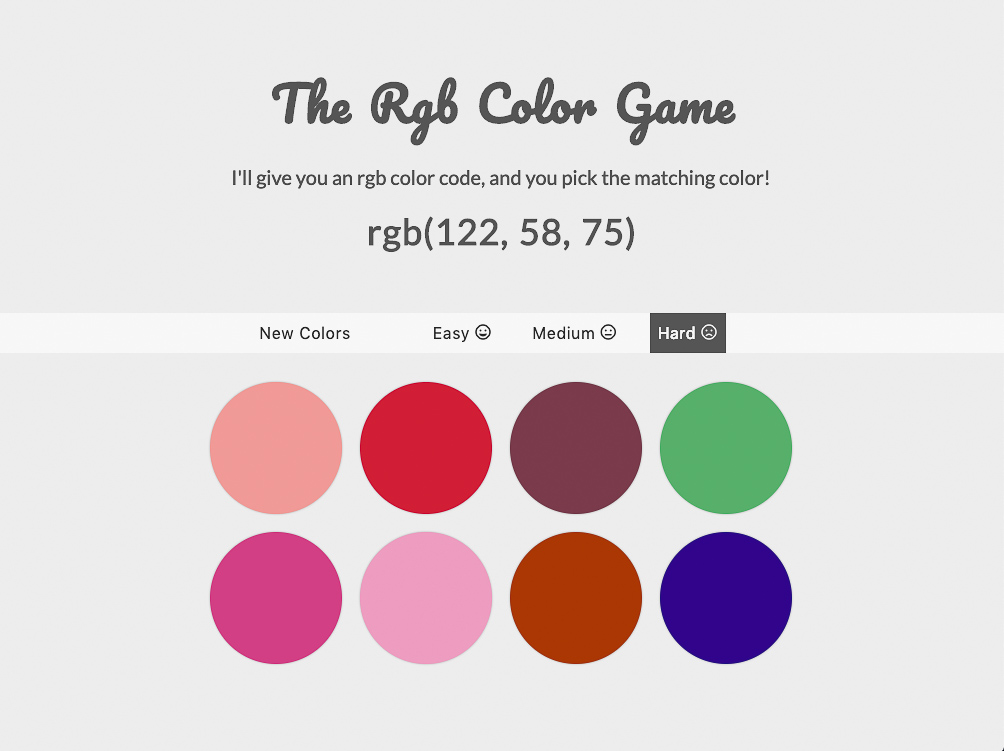 The Rgb Color Game
I'll give you an rgb color code, and you pick the matching color!
rgb(122, 58, 75)
New Colors Easy Medium Hard